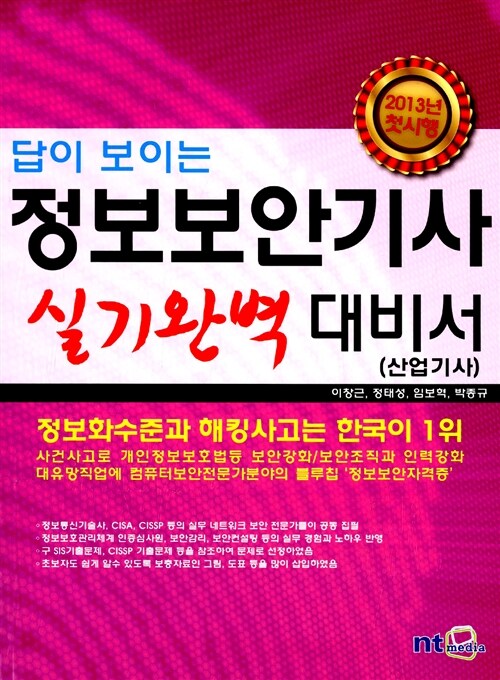 2013년
첫시행
답이 보이는
정보보안기사
실기완벽 대비서
(산업기사)
이창근, 정태성, 임보혁, 박종규
정보화수준과 해킹사고는 한국이 1위
사건사고로 개인정보보호법등 보안강화/보안조직과 인력강화
대유망직업에 컴퓨터보안전문가분야의 블루칩 '정보보안자격증'
·정보통신기술사, CISA, CISSP 등의 실무 네트워크 보안 전문가들이 공동 집필
·정보보호관리체계 인증심사원, 보안감리, 보안컨설팅 등의 실무 경험과 노하우 반영
·구 SIS기출문제, CISSP 기출문제 등을 참조하여 문제로 선정하였음
·초보자도 쉽게 알수 있도록 보충자료인 그림, 도표 등을 많이 삽입하였음
nt media